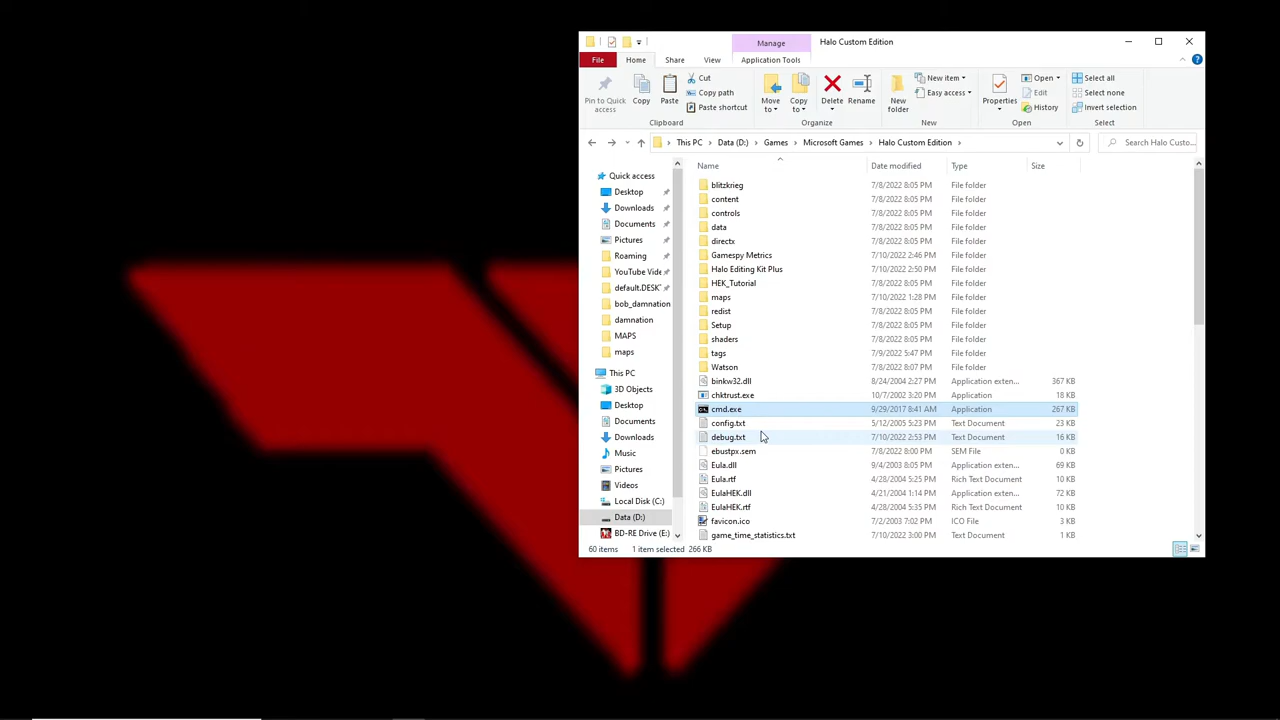 Manage
Halo Custom Edition
File
Home
Share
View
Application Tools
Pin to Quick access
Copy
Paste
Cut
Copy path
Paste shortcut
Move to
Copy to
Delete
Rename
New folder
New item
Easy access
Properties
Open
Edit
History
Select all
Select none
Invert selection
Clipboard
Organize
New
Open
Select
This PC
Data (D:)
Games
Microsoft Games
Halo Custom Edition
Search Halo Custo...
Quick access
Desktop
Downloads
Documents
Pictures
Roaming
YouTube Vide
default.DESK
bob_damnation
damnation
MAPS
maps
This PC
3D Objects
Desktop
Documents
Downloads
Music
Pictures
Videos
Local Disk (C:)
Data (D:)
BD-RE Drive (E:)
Name Date modified Type Size
blitzkrieg 7/8/2022 8:05 PM File folder
content 7/8/2022 8:05 PM File folder
controls 7/8/2022 8:05 PM File folder
data 7/8/2022 8:05 PM File folder
directx 7/8/2022 8:05 PM File folder
Gamespy Metrics 7/10/2022 2:46 PM File folder
Halo Editing Kit Plus 7/10/2022 2:50 PM File folder
HEK_Tutorial 7/8/2022 8:05 PM File folder
maps 7/10/2022 1:28 PM File folder
redist 7/8/2022 8:05 PM File folder
Setup 7/8/2022 8:05 PM File folder
shaders 7/8/2022 8:05 PM File folder
tags 7/9/2022 5:47 PM File folder
Watson 7/8/2022 8:07 PM File folder
binkw32.dll 8/24/2004 2:27 PM Application exten... 367 KB
chktrust.exe 10/7/2002 3:20 PM Application 18 KB
cmd.exe 9/29/2017 8:41 AM Application 267 KB
config.txt 5/12/2005 5:23 PM Text Document 23 KB
debug.txt 7/10/2022 2:53 PM Text Document 16 KB
ebustpx.sem 7/8/2022 8:00 PM SEM File 0 KB
Eula.dll 9/4/2003 8:05 PM Application exten... 69 KB
Eula.rtf 4/28/2004 5:25 PM Rich Text Document 10 KB
EulaHEK.dll 4/21/2004 1:14 PM Application exten... 72 KB
EulaHEK.rtf 4/28/2004 5:35 PM Rich Text Document 10 KB
favicon.ico 7/2/2003 7:02 PM ICO File 3 KB
game_time_statistics.txt 7/10/2022 3:00 PM Text Document 1 KB
60 items 1 item selected 266 KB